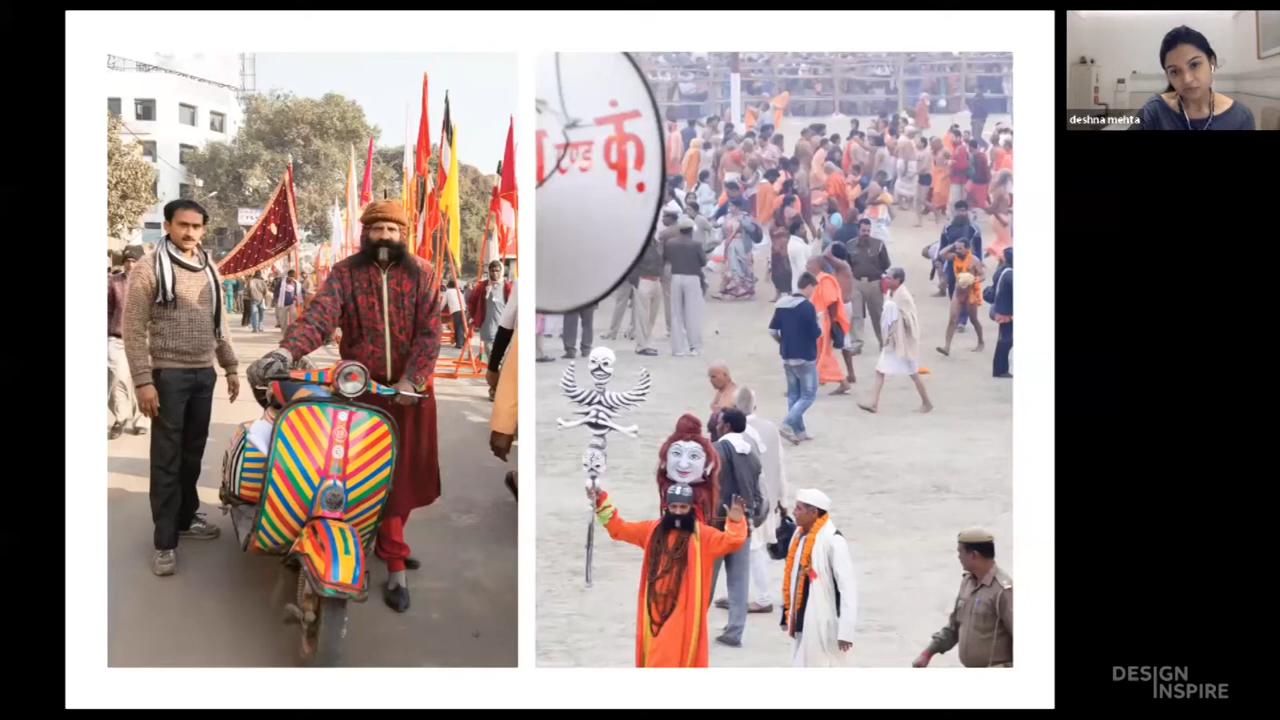 ण्ड कं.
deshna mehta
DESIGN
INSPIRE